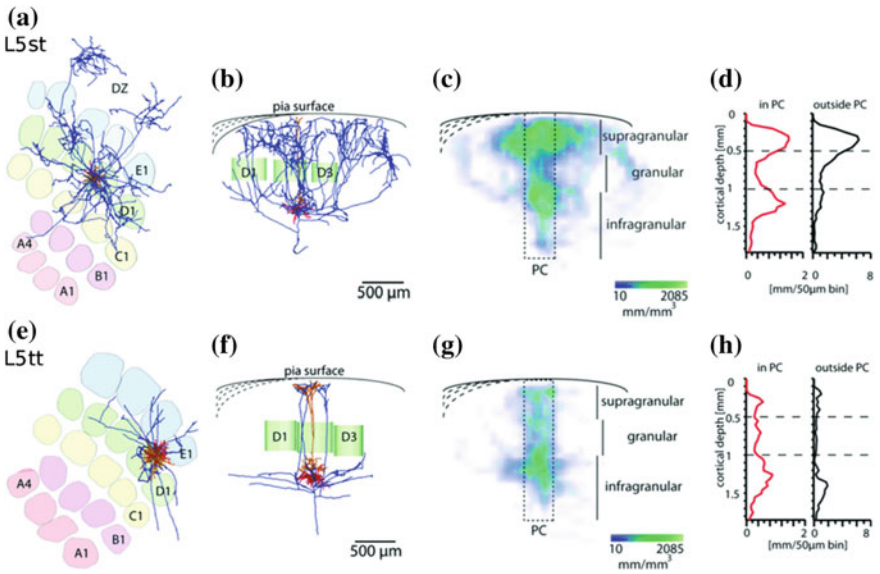 (a)
L5st
DZ
E1
D1
C1
B1
A4
A1
(b)
pia surface
D1
D3
500 µm
(c)
supragranular
granular
infragranular
PC
10 2085
mm/mm³
(d)
in PC outside PC
cortical depth [mm]
0
0.5
1
1.5
0 2 0 8
[mm/50µm bin]
(e)
L5tt
E1
D1
C1
B1
A4
A1
(f)
pia surface
D1
D3
500 µm
(g)
supragranular
granular
infragranular
PC
10 2085
mm/mm³
(h)
in PC outside PC
cortical depth [mm]
0
0.5
1
1.5
0 2 0 8
[mm/50µm bin]